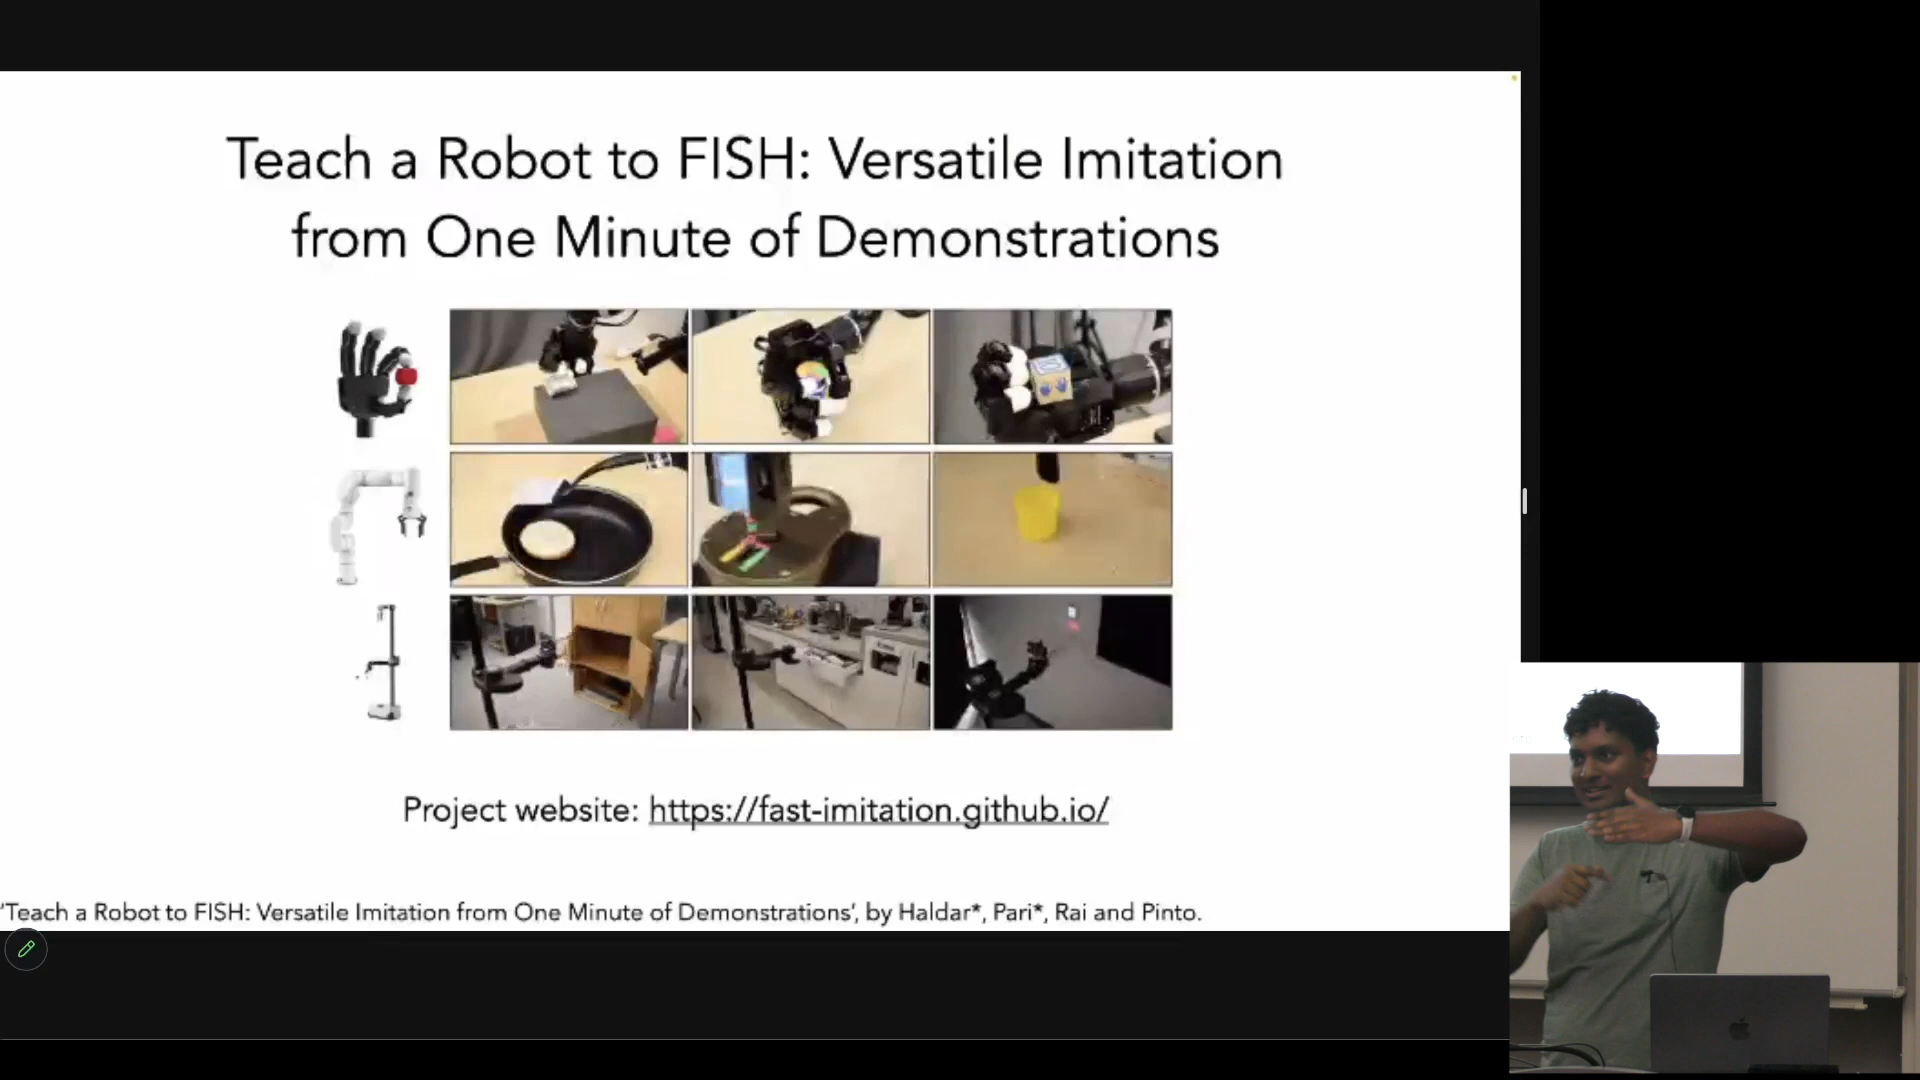 Teach a Robot to FISH: Versatile Imitation
from One Minute of Demonstrations
Project website: https://fast-imitation.github.io/
'Teach a Robot to FISH: Versatile Imitation from One Minute of Demonstrations', by Haldar*, Pari*, Rai and Pinto.